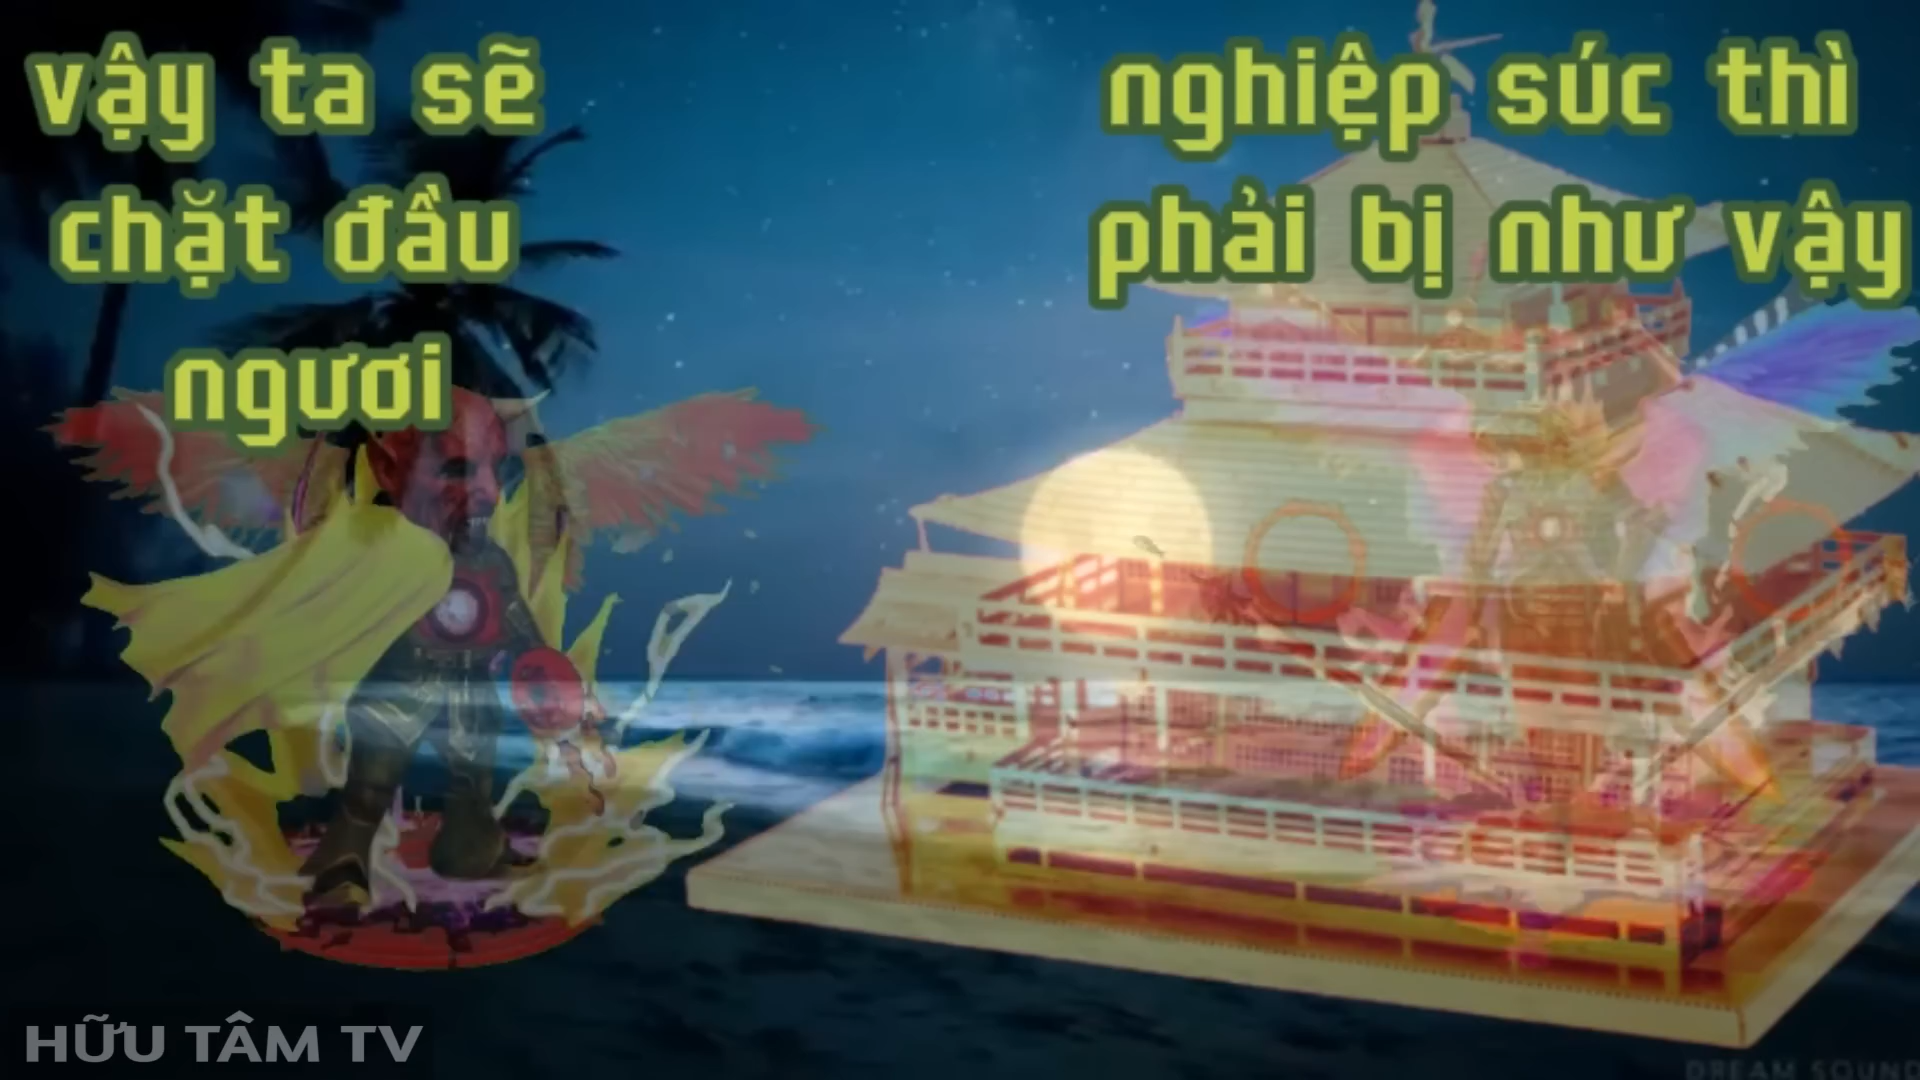 vậy ta sẽ
chặt đầu
ngươi
nghiệp súc thì
phải bị như vậy
HỮU TÂM TV
DREAM SOUND